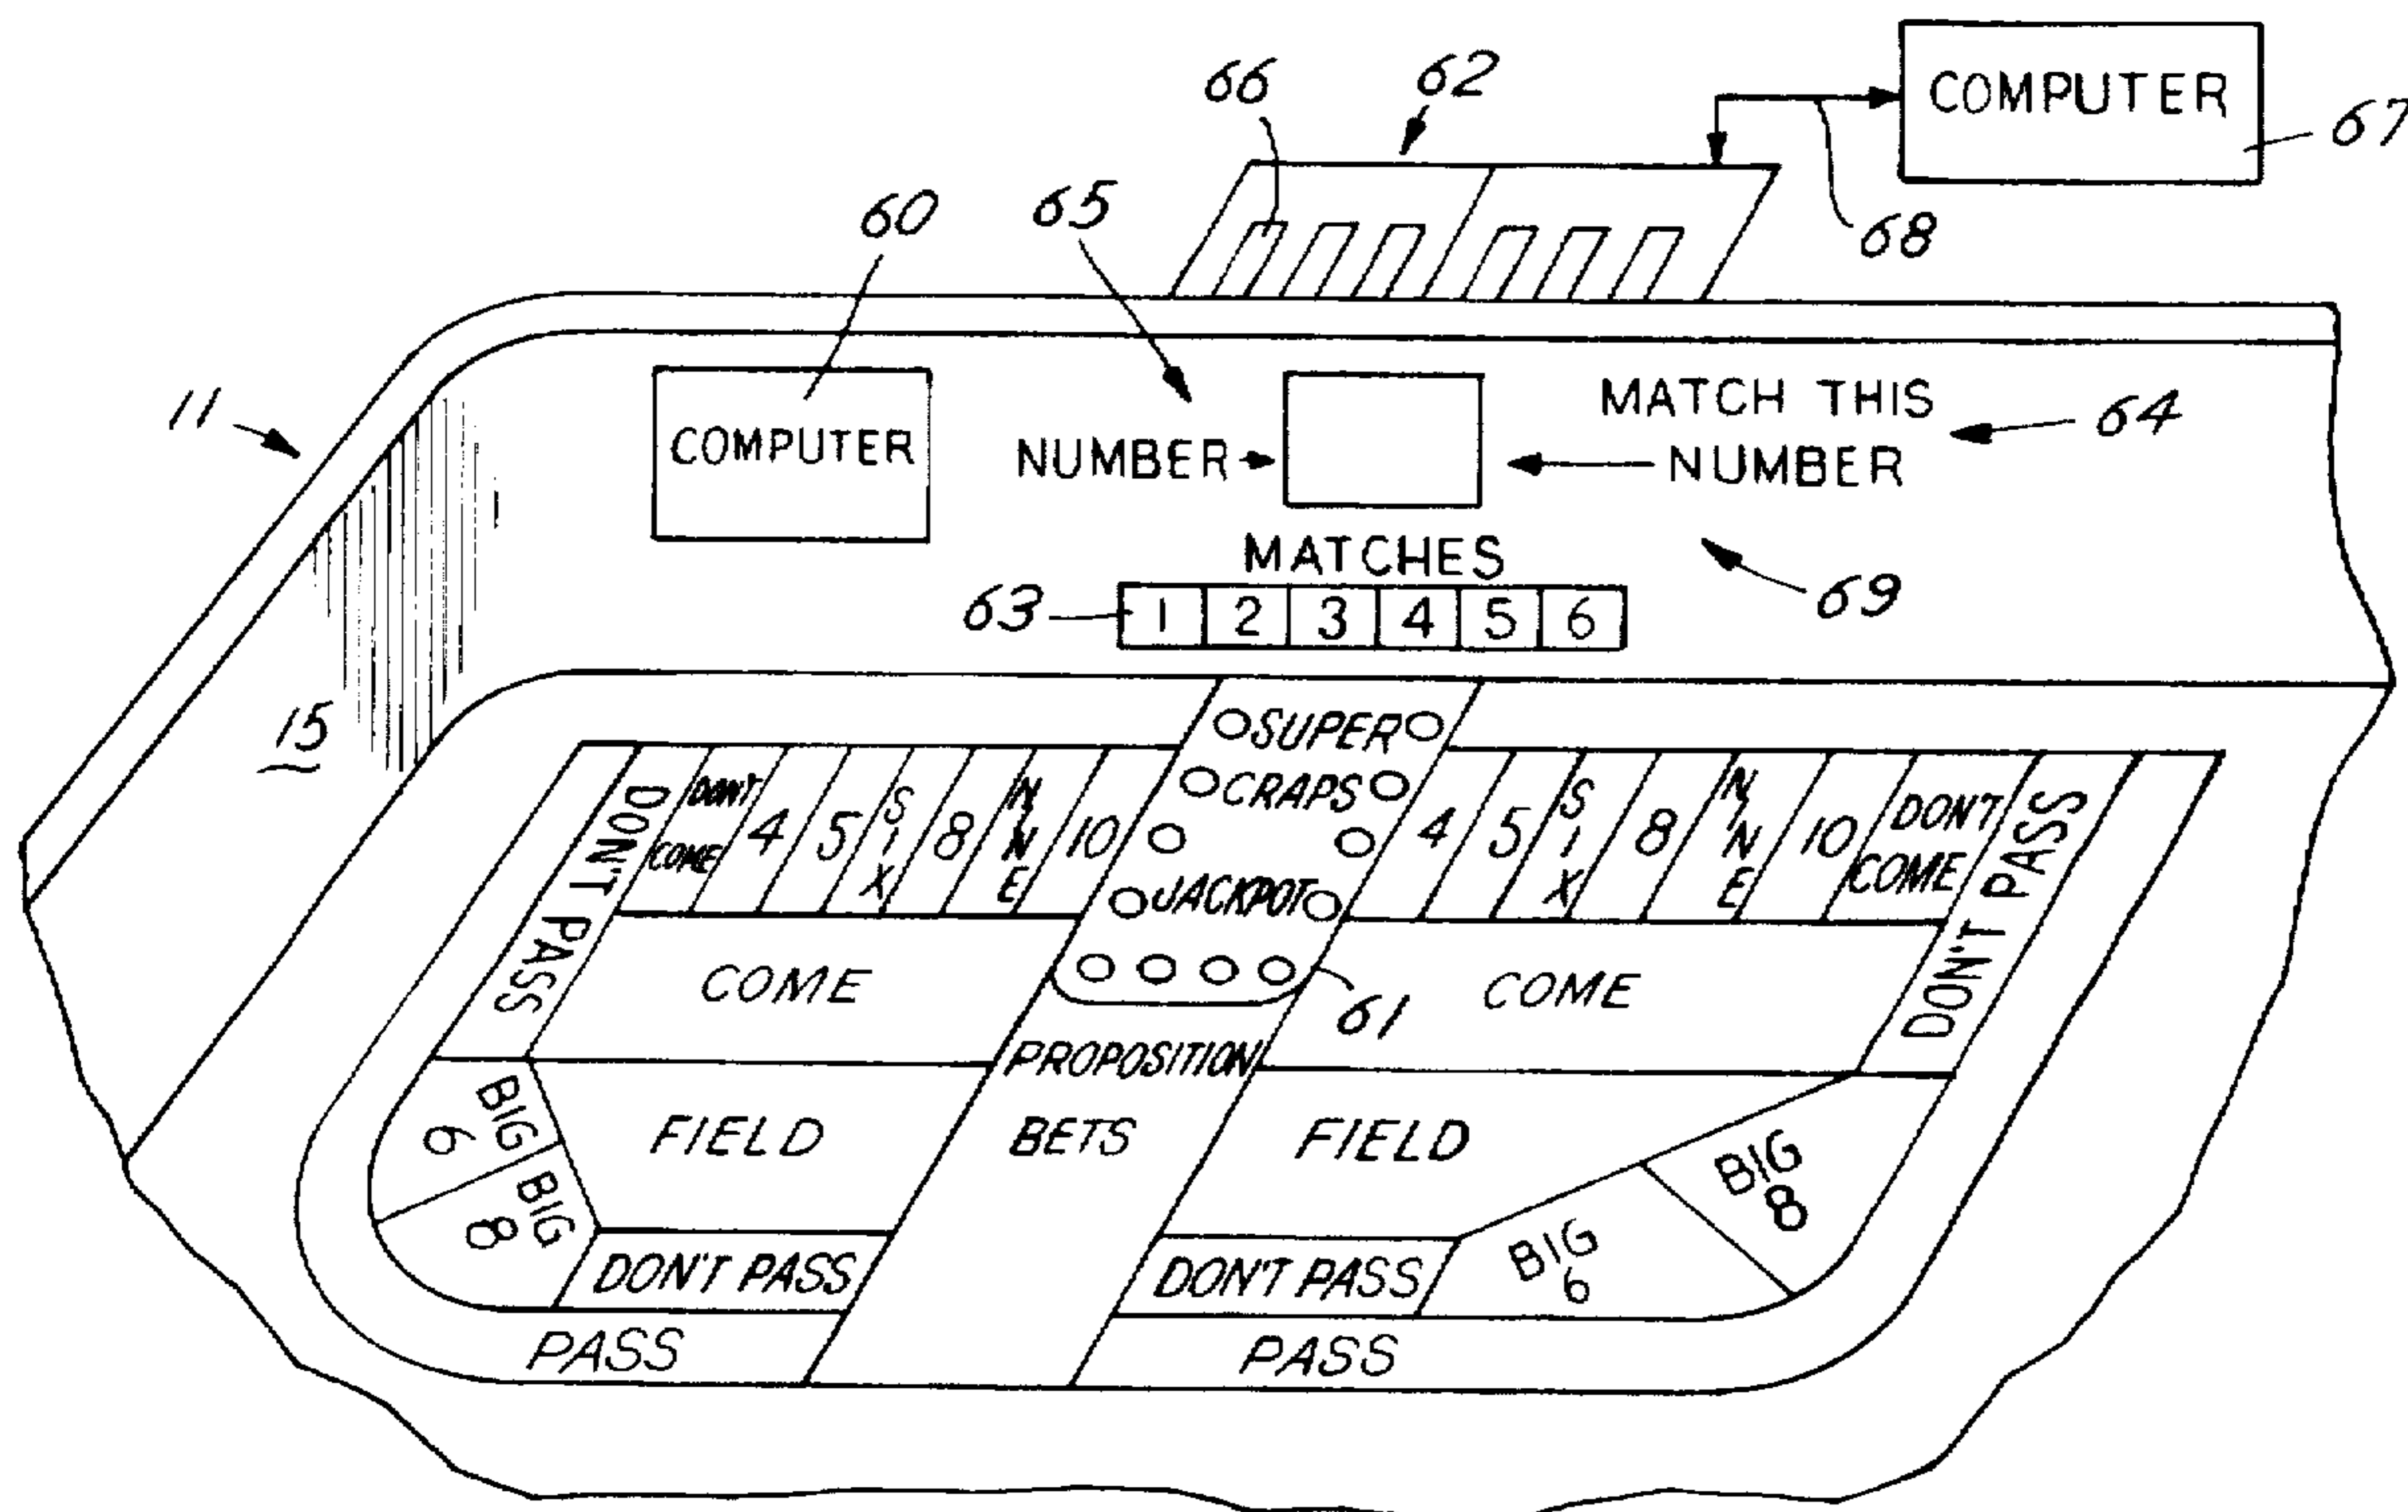 66
62
COMPUTER
67
60
65
68
11
COMPUTER
NUMBER
MATCH THIS
NUMBER
64
MATCHES
69
63
1 2 3 4 5 6
15
SUPER
CRAPS
JACKPOT
DON'T PASS
DONT
COME
4
5
SIX
8
NINE
10
4
5
SIX
8
NINE
10
DONT
COME
DON'T PASS
COME
COME
61
PROPOSITION
BETS
BIG
6
BIG
8
FIELD
FIELD
BIG
8
BIG
6
DON'T PASS
DON'T PASS
PASS
PASS